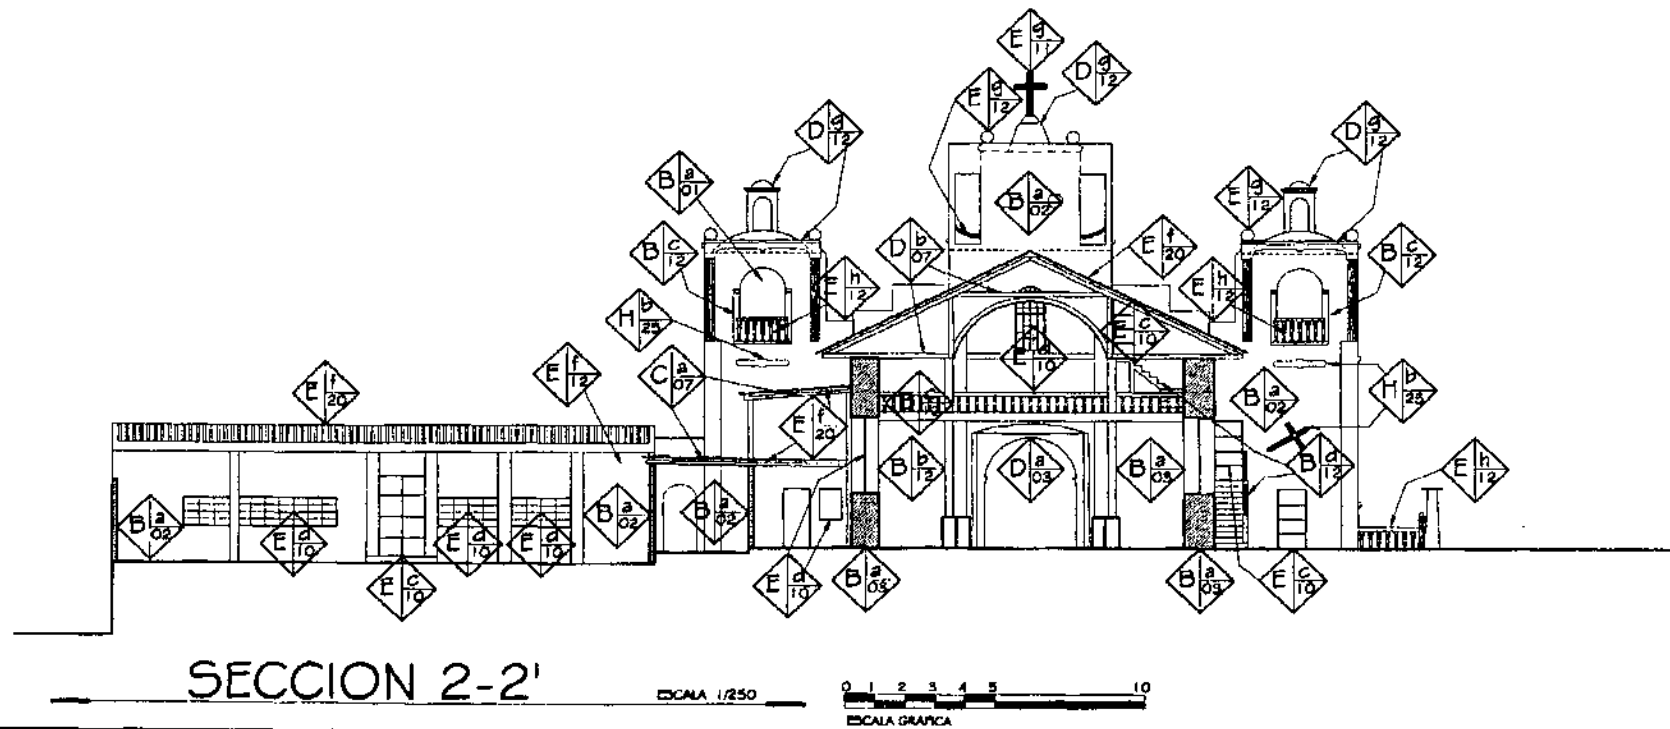 E g 11
D g 12
E g 12
D g 12
D g 12
B a 01
E g 12
B a 02
B c 12
D b 07
E f 20
B c 12
E h 12
E h 12
H b 25
E c 10
E d 10
E f 12
C a 07
H b 25
E f 20
B a 02
E f 20
B b 12
D a 03
B a 03
B d 12
E h 12
B a 02
B a 02
B a 02
E d 10
E d 10
E d 10
E c 10
E d 10
B a 03
B a 03
E c 10
SECCION 2-2'
ESCALA 1/250
0 1 2 3 4 5 10
ESCALA GRAFICA